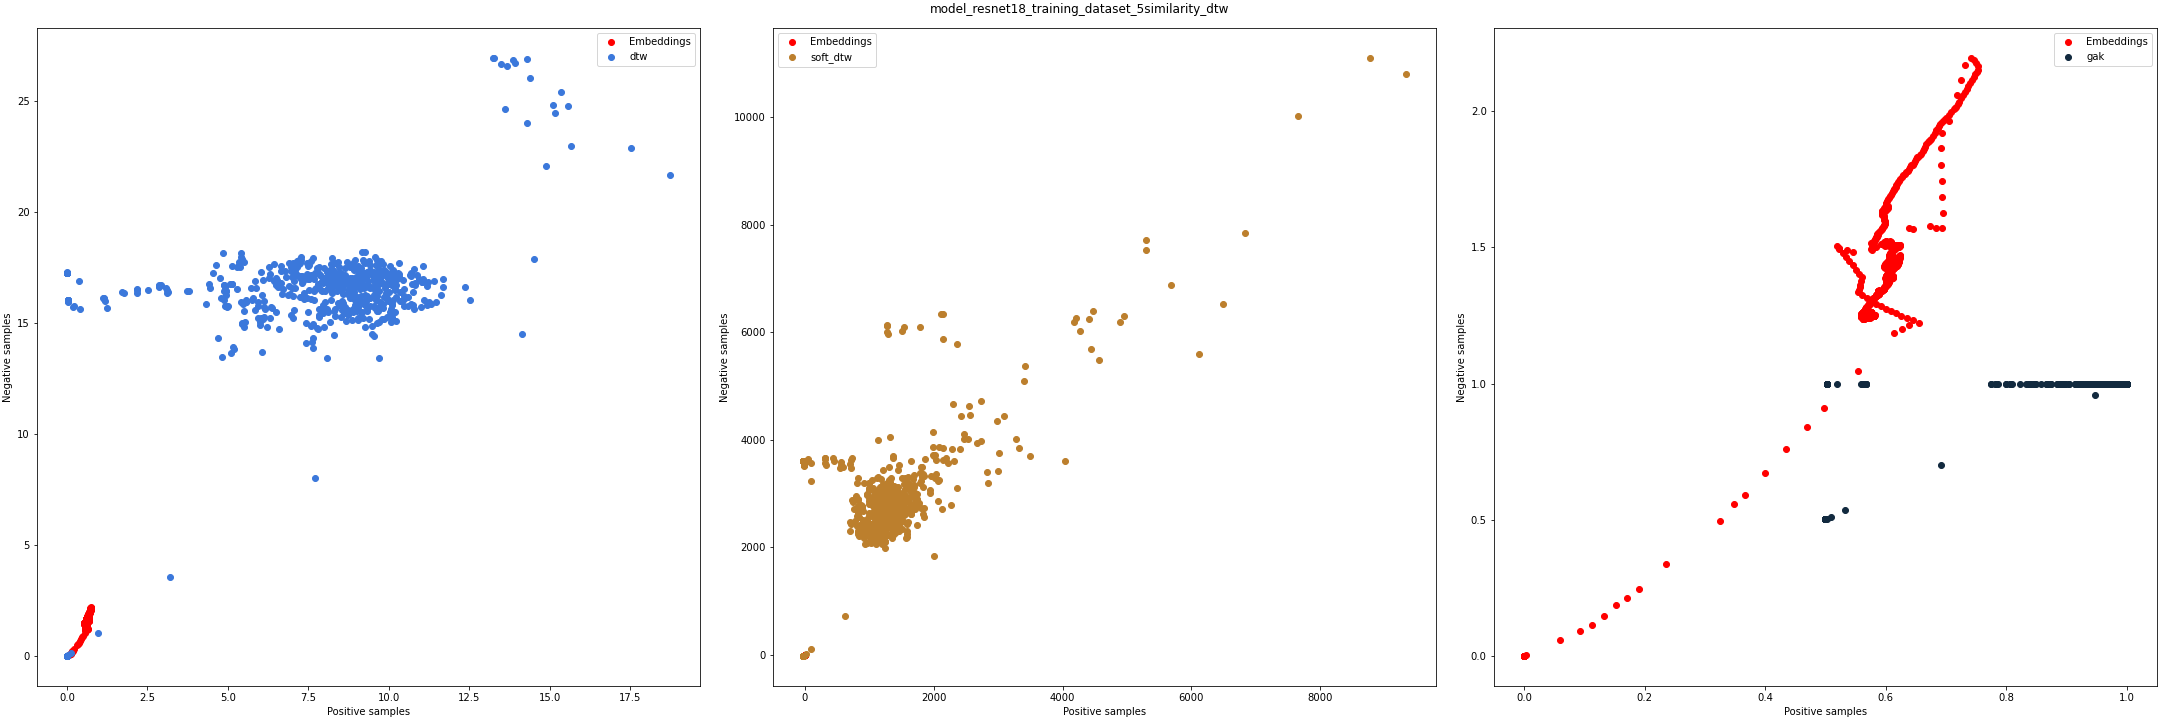 model_resnet18_training_dataset_5similarity_dtw
Embeddings
dtw
25
20
15
10
5
0
Negative samples
0.0 2.5 5.0 7.5 10.0 12.5 15.0 17.5
Positive samples
Embeddings
soft_dtw
10000
8000
6000
4000
2000
0
Negative samples
0 2000 4000 6000 8000
Positive samples
Embeddings
gak
2.0
1.5
1.0
0.5
0.0
Negative samples
0.0 0.2 0.4 0.6 0.8 1.0
Positive samples